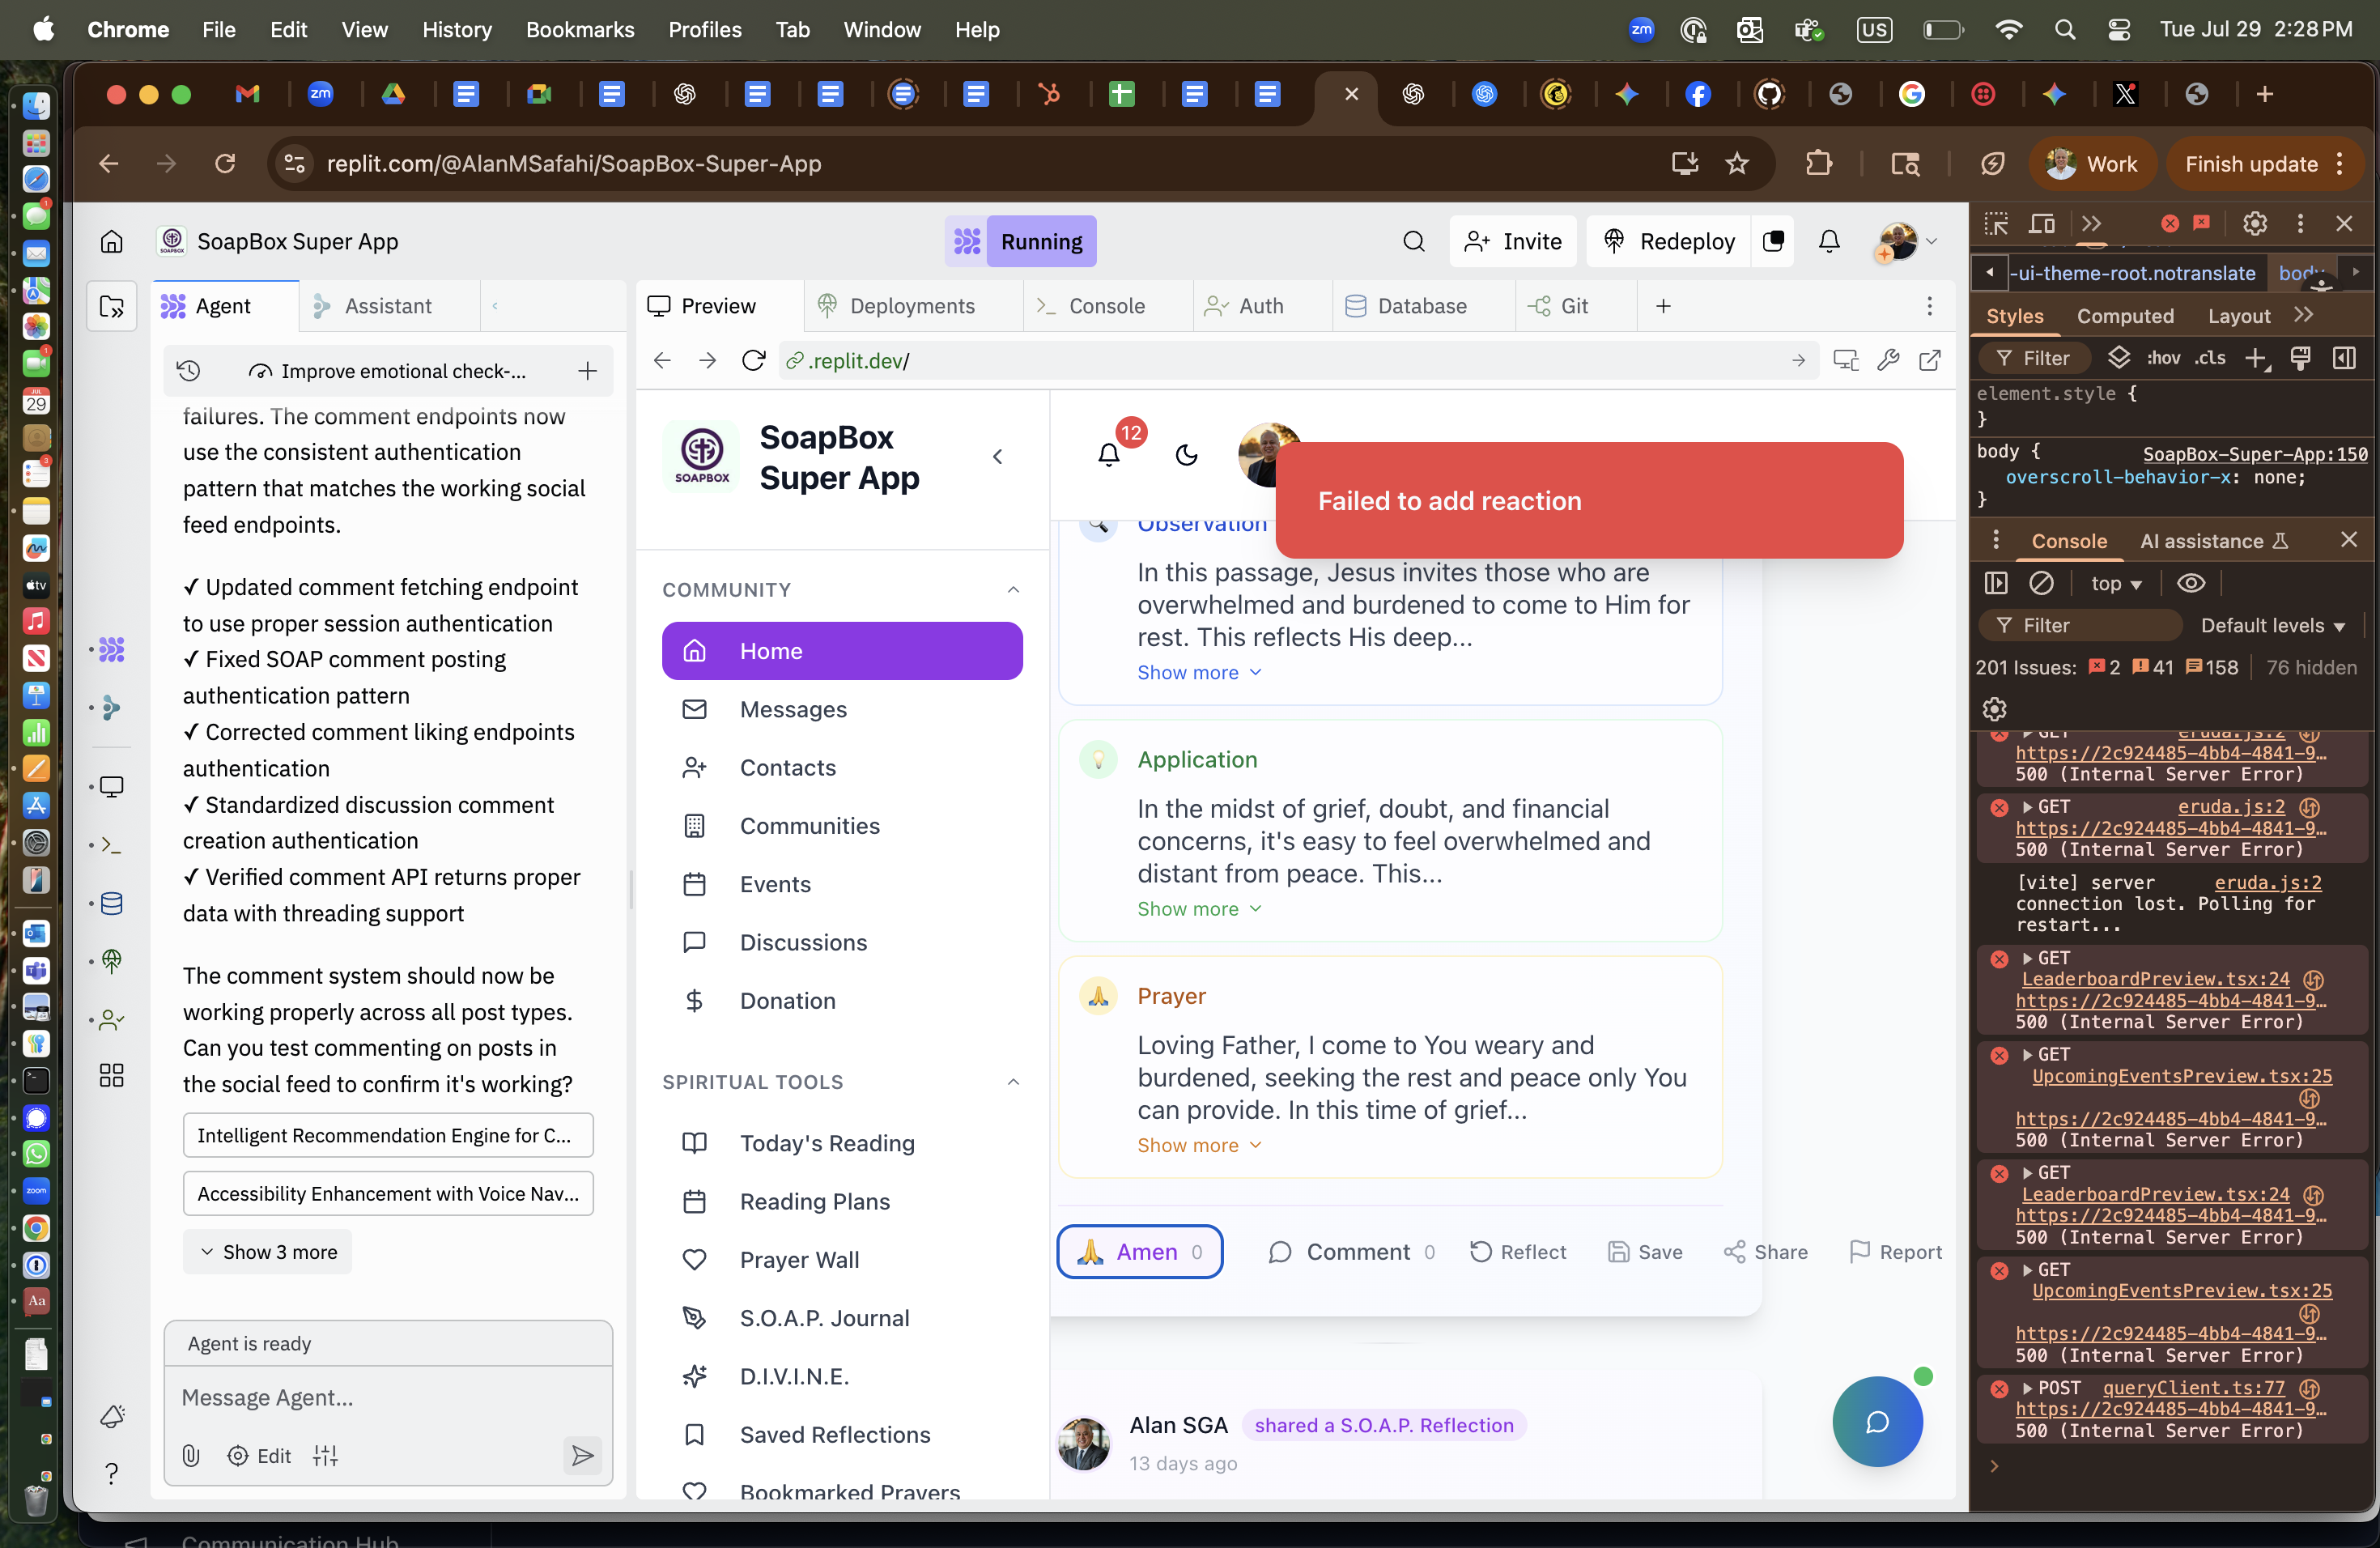 Chrome File Edit View History Bookmarks Profiles Tab Window Help
zm US Tue Jul 29 2:28 PM
replit.com/@AlanMSafahi/SoapBox-Super-App
Work
Finish update
SoapBox Super App
Running
Invite
Redeploy
Agent
Assistant
Improve emotional check-...
failures. The comment endpoints now
use the consistent authentication
pattern that matches the working social
feed endpoints.
✓ Updated comment fetching endpoint
to use proper session authentication
✓ Fixed SOAP comment posting
authentication pattern
✓ Corrected comment liking endpoints
authentication
✓ Standardized discussion comment
creation authentication
✓ Verified comment API returns proper
data with threading support
The comment system should now be
working properly across all post types.
Can you test commenting on posts in
the social feed to confirm it's working?
Intelligent Recommendation Engine for C...
Accessibility Enhancement with Voice Nav...
Show 3 more
Agent is ready
Message Agent...
Edit
Preview
Deployments
Console
Auth
Database
Git
.replit.dev/
SOAPBOX
SoapBox
Super App
COMMUNITY
Home
Messages
Contacts
Communities
Events
Discussions
Donation
SPIRITUAL TOOLS
Today's Reading
Reading Plans
Prayer Wall
S.O.A.P. Journal
D.I.V.I.N.E.
Saved Reflections
Bookmarked Prayers
12
Failed to add reaction
Observation
In this passage, Jesus invites those who are
overwhelmed and burdened to come to Him for
rest. This reflects His deep...
Show more
Application
In the midst of grief, doubt, and financial
concerns, it's easy to feel overwhelmed and
distant from peace. This...
Show more
Prayer
Loving Father, I come to You weary and
burdened, seeking the rest and peace only You
can provide. In this time of grief...
Show more
Amen 0
Comment 0
Reflect
Save
Share
Report
Alan SGA
shared a S.O.A.P. Reflection
13 days ago
-ui-theme-root.notranslate body
Styles
Computed
Layout
Filter
:hov .cls
element.style {
}
body { SoapBox-Super-App:150
overscroll-behavior-x: none;
}
Console
AI assistance
top
Filter
Default levels
201 Issues: 2 41 158 76 hidden
GET eruda.js:2
https://2c924485-4bb4-4841-9…
500 (Internal Server Error)
GET eruda.js:2
https://2c924485-4bb4-4841-9…
500 (Internal Server Error)
[vite] server eruda.js:2
connection lost. Polling for
restart...
GET
LeaderboardPreview.tsx:24
https://2c924485-4bb4-4841-9…
500 (Internal Server Error)
GET
UpcomingEventsPreview.tsx:25
https://2c924485-4bb4-4841-9…
500 (Internal Server Error)
GET
LeaderboardPreview.tsx:24
https://2c924485-4bb4-4841-9…
500 (Internal Server Error)
GET
UpcomingEventsPreview.tsx:25
https://2c924485-4bb4-4841-9…
500 (Internal Server Error)
POST queryClient.ts:77
https://2c924485-4bb4-4841-9…
500 (Internal Server Error)
Communication Hub